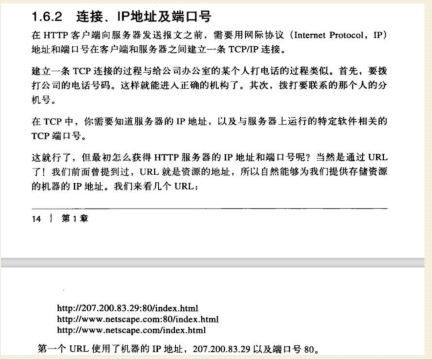 1.6.2 连接、IP地址及端口号
在 HTTP 客户端向服务器发送报文之前，需要用网际协议（Internet Protocol，IP）
地址和端口号在客户端和服务器之间建立一条 TCP/IP 连接。
建立一条 TCP 连接的过程与给公司办公室的某个人打电话的过程类似。首先，要拨
打公司的电话号码。这样就能进入正确的机构了。其次，拨打要联系的那个人的分
机号。
在 TCP 中，你需要知道服务器的 IP 地址，以及与服务器上运行的特定软件相关的
TCP 端口号。
这就行了，但最初怎么获得 HTTP 服务器的 IP 地址和端口号呢？当然是通过 URL
了！我们前面曾提到过，URL 就是资源的地址，所以自然能够为我们提供存储资源
的机器的 IP 地址。我们来看几个 URL：
14 | 第 1 章
http://207.200.83.29:80/index.html
http://www.netscape.com:80/index.html
http://www.netscape.com/index.html
第一个 URL 使用了机器的 IP 地址，207.200.83.29 以及端口号 80。